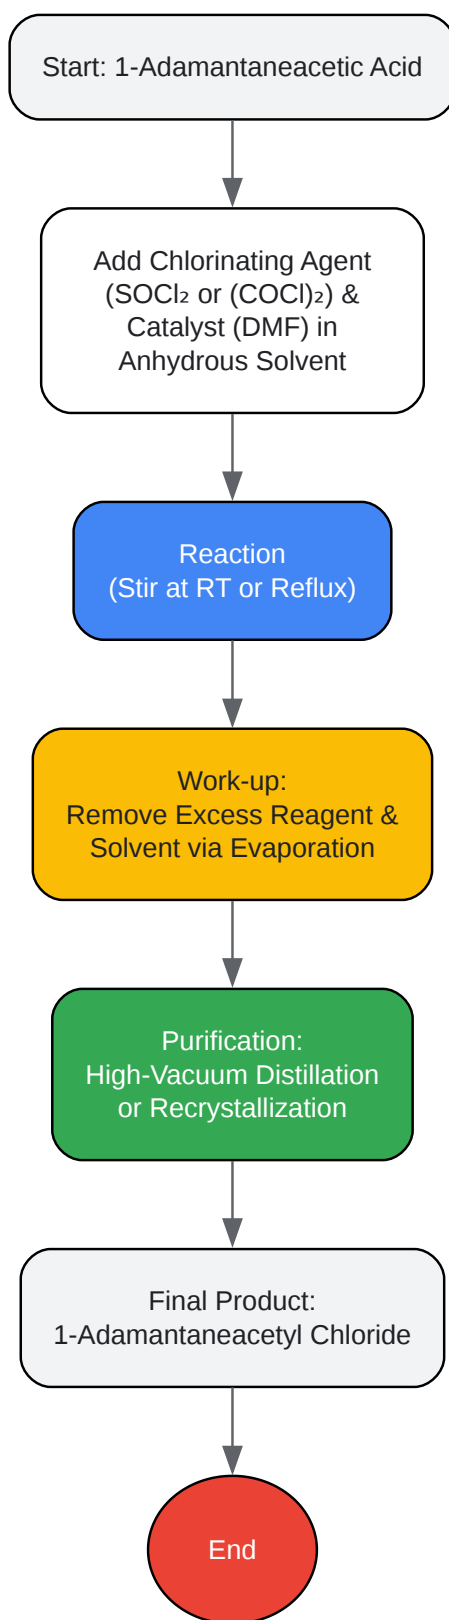 Start: 1-Adamantaneacetic Acid
Add Chlorinating Agent
(SOCl₂ or (COCl)₂) &
Catalyst (DMF) in
Anhydrous Solvent
Reaction
(Stir at RT or Reflux)
Work-up:
Remove Excess Reagent &
Solvent via Evaporation
Purification:
High-Vacuum Distillation
or Recrystallization
Final Product:
1-Adamantaneacetyl Chloride
End